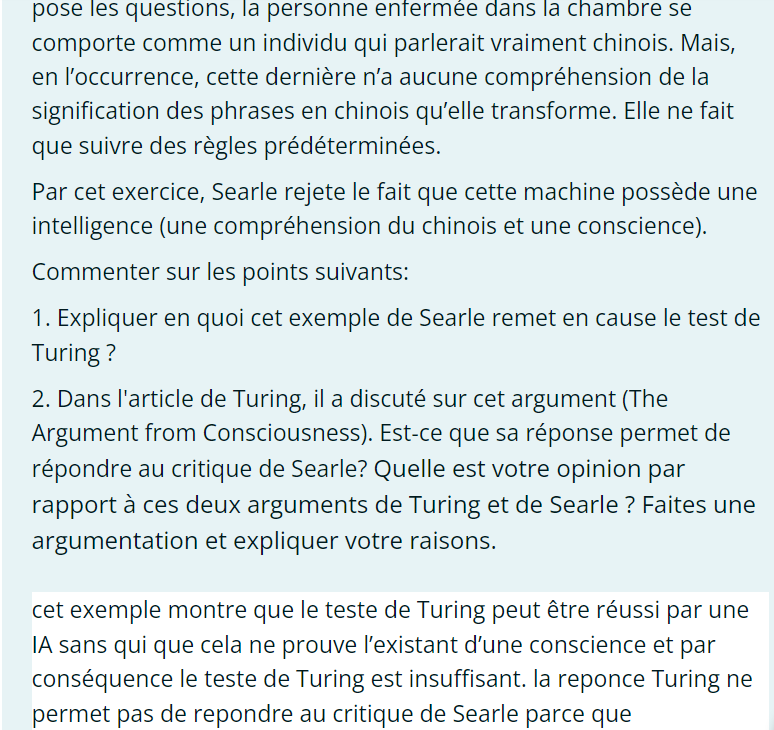 pose les questions, la personne enfermée dans la chambre se
comporte comme un individu qui parlerait vraiment chinois. Mais,
en l’occurrence, cette dernière n’a aucune compréhension de la
signification des phrases en chinois qu’elle transforme. Elle ne fait
que suivre des règles prédéterminées.
Par cet exercice, Searle rejete le fait que cette machine possède une
intelligence (une compréhension du chinois et une conscience).
Commenter sur les points suivants:
1. Expliquer en quoi cet exemple de Searle remet en cause le test de
Turing ?
2. Dans l'article de Turing, il a discuté sur cet argument (The
Argument from Consciousness). Est-ce que sa réponse permet de
répondre au critique de Searle? Quelle est votre opinion par
rapport à ces deux arguments de Turing et de Searle ? Faites une
argumentation et expliquer votre raisons.
cet exemple montre que le teste de Turing peut être réussi par une
IA sans qui que cela ne prouve l’existant d’une conscience et par
conséquence le teste de Turing est insuffisant. la reponce Turing ne
permet pas de repondre au critique de Searle parce que